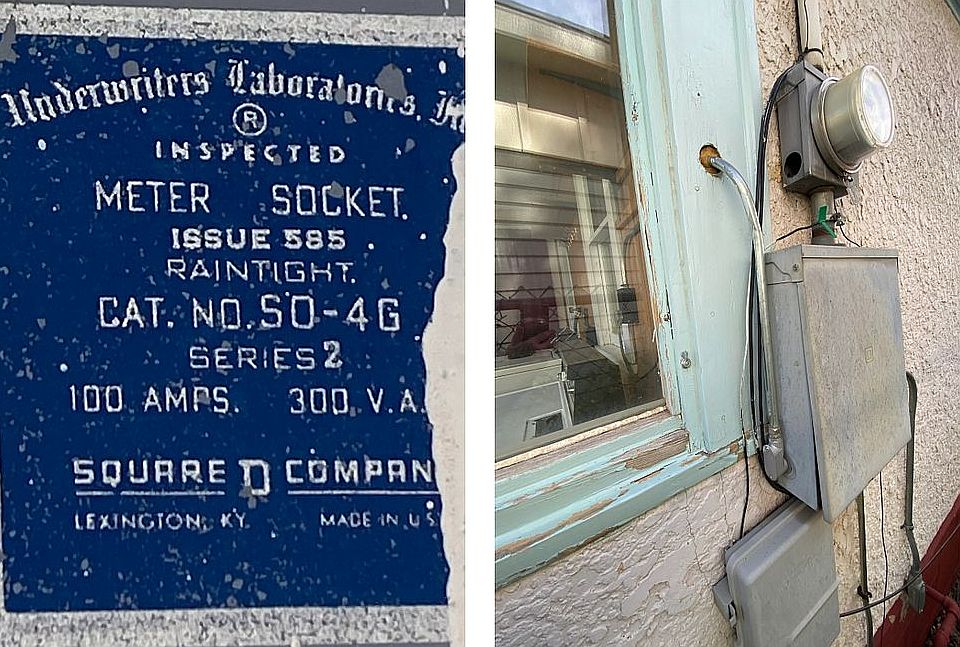 Underwriters Laboratories, In
®
INSPECTED
METER SOCKET.
ISSUE 585
RAINTIGHT.
CAT. NO. SO-4G
SERIES 2
100 AMPS. 300 V.A.
SQUARE D COMPAN
LEXINGTON, KY. MADE IN U.S.